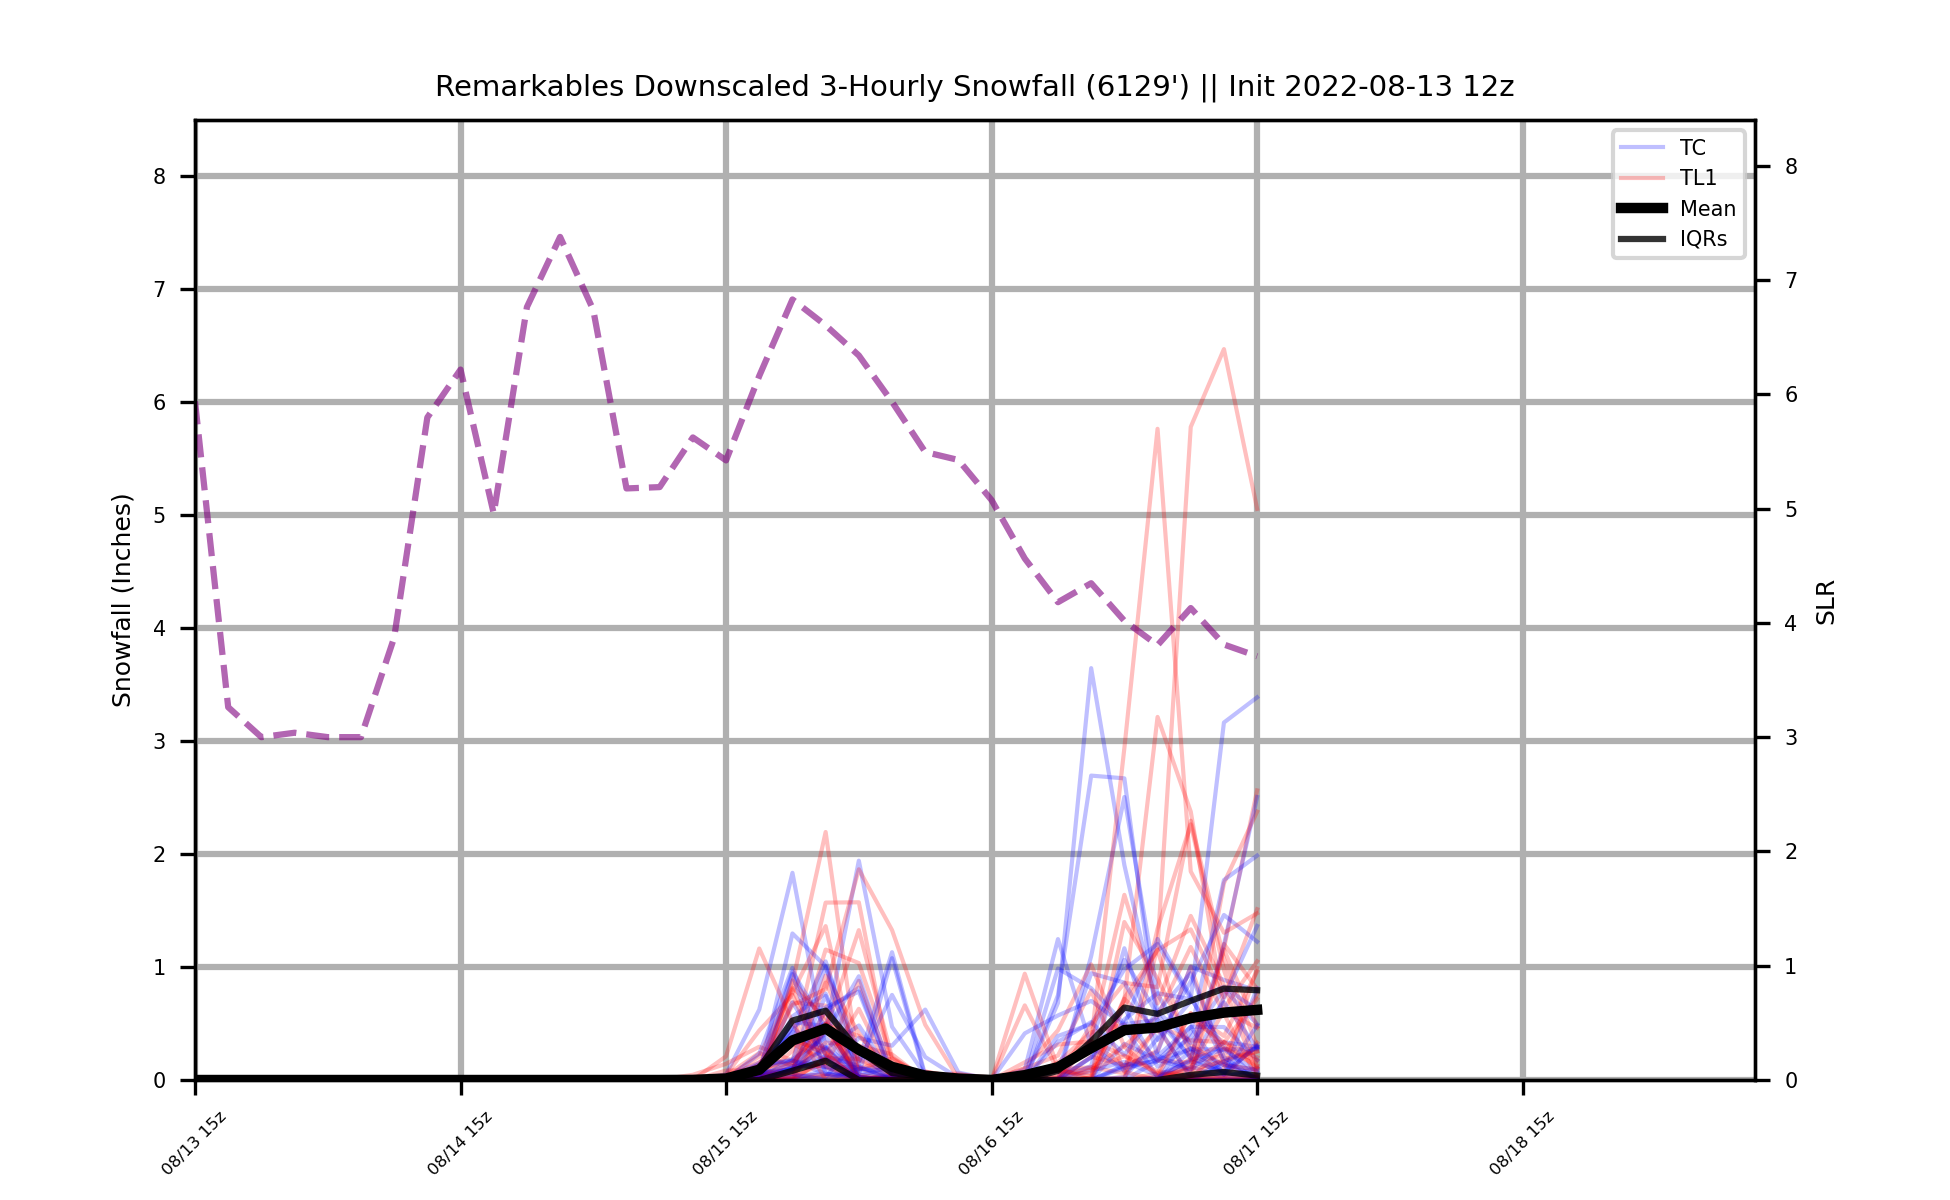 Remarkables Downscaled 3-Hourly Snowfall (6129') || Init 2022-08-13 12z
TC
TL1
Mean
IQRs
Snowfall (Inches)
8
7
6
5
4
3
2
1
0
SLR
8
7
6
5
4
3
2
1
0
08/13 15z
08/14 15z
08/15 15z
08/16 15z
08/17 15z
08/18 15z